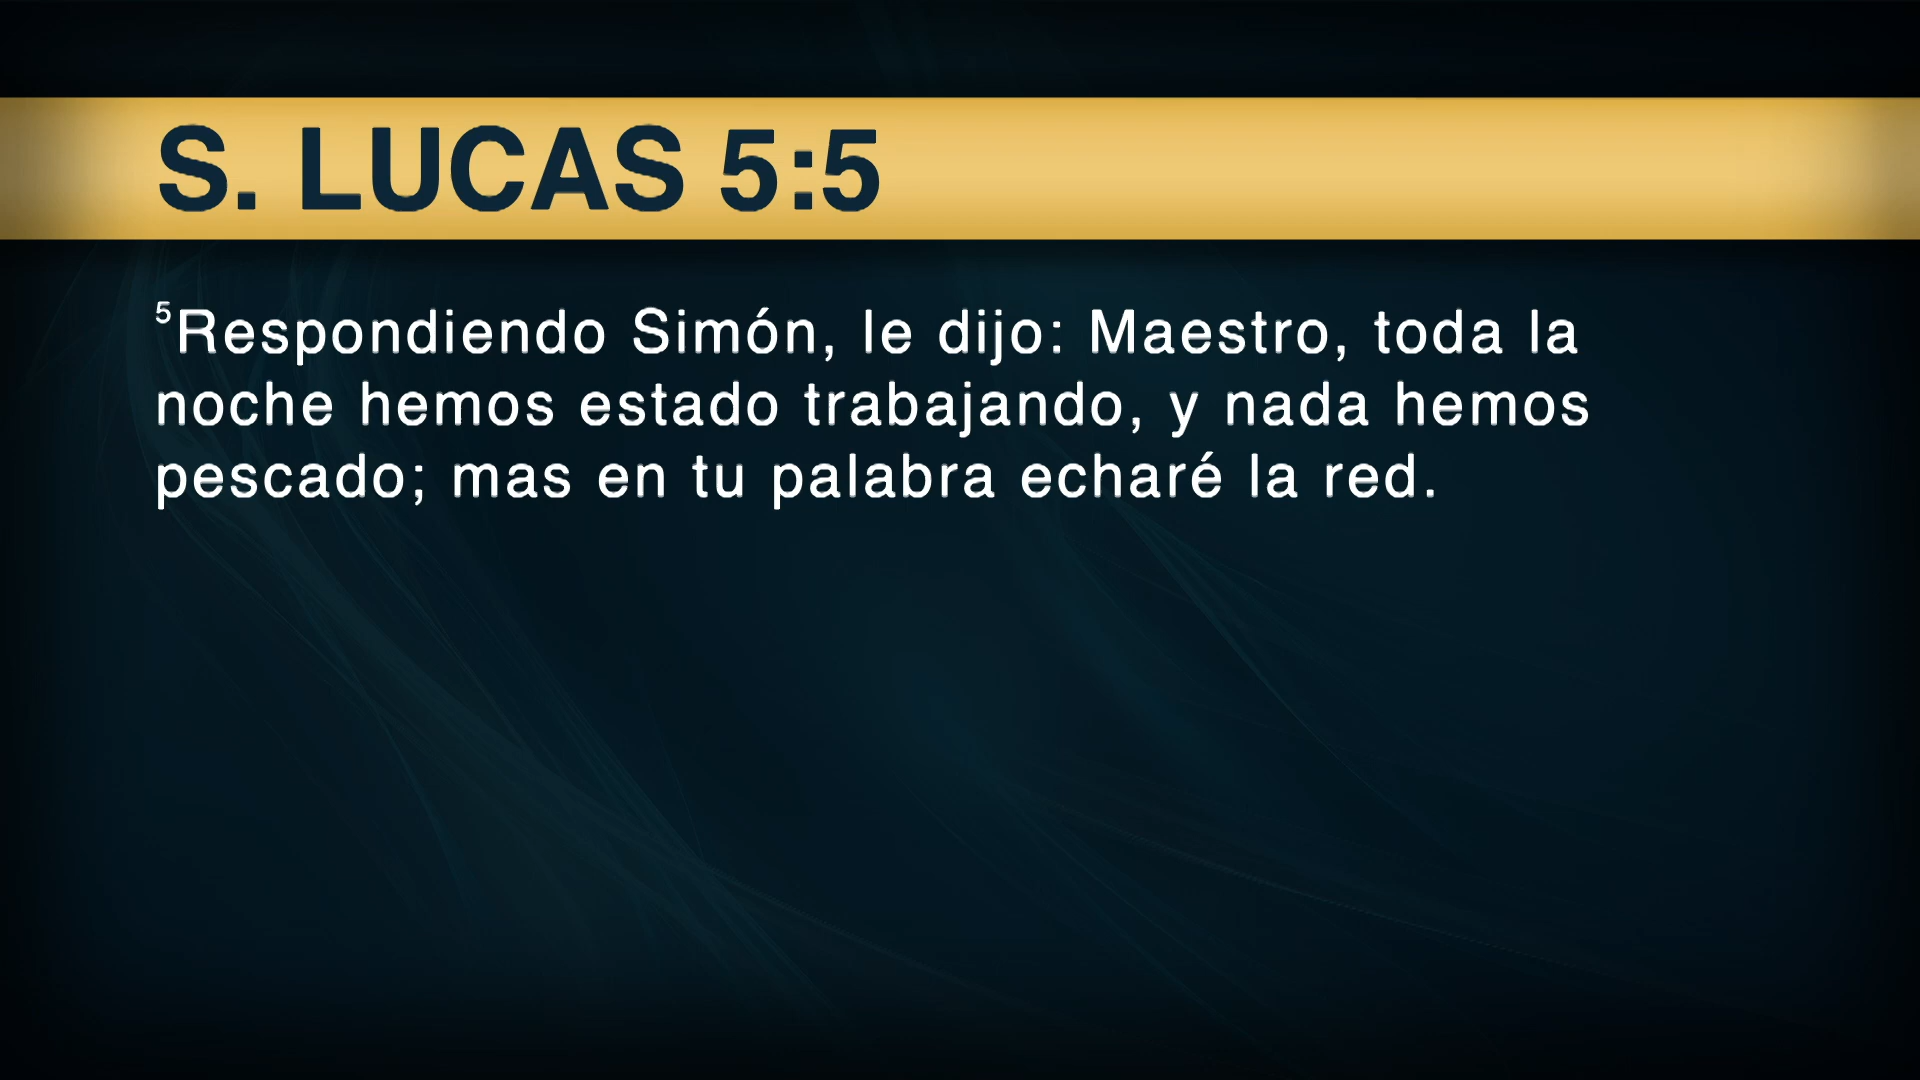 S. LUCAS 5:5
⁵Respondiendo Simón, le dijo: Maestro, toda la
noche hemos estado trabajando, y nada hemos
pescado; mas en tu palabra echaré la red.